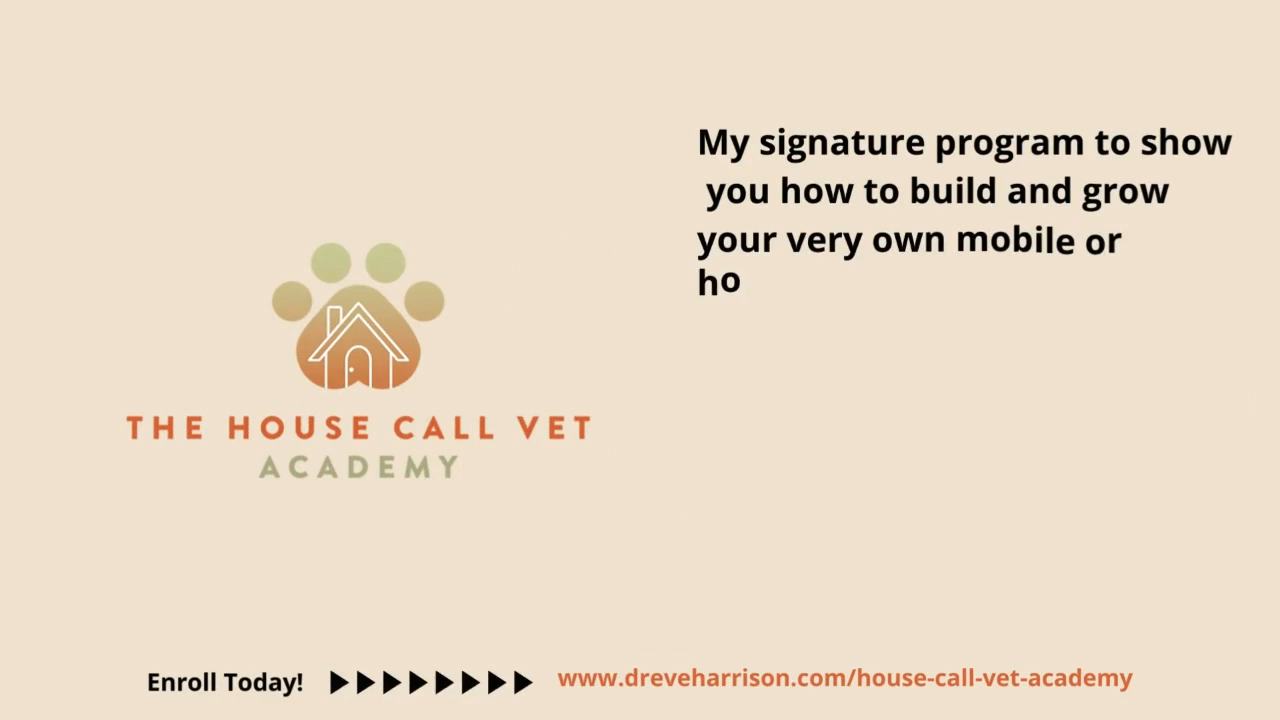 My signature program to show
you how to build and grow
your very own mobile or
ho
THE HOUSE CALL VET
ACADEMY
Enroll Today!
www.dreveharrison.com/house-call-vet-academy